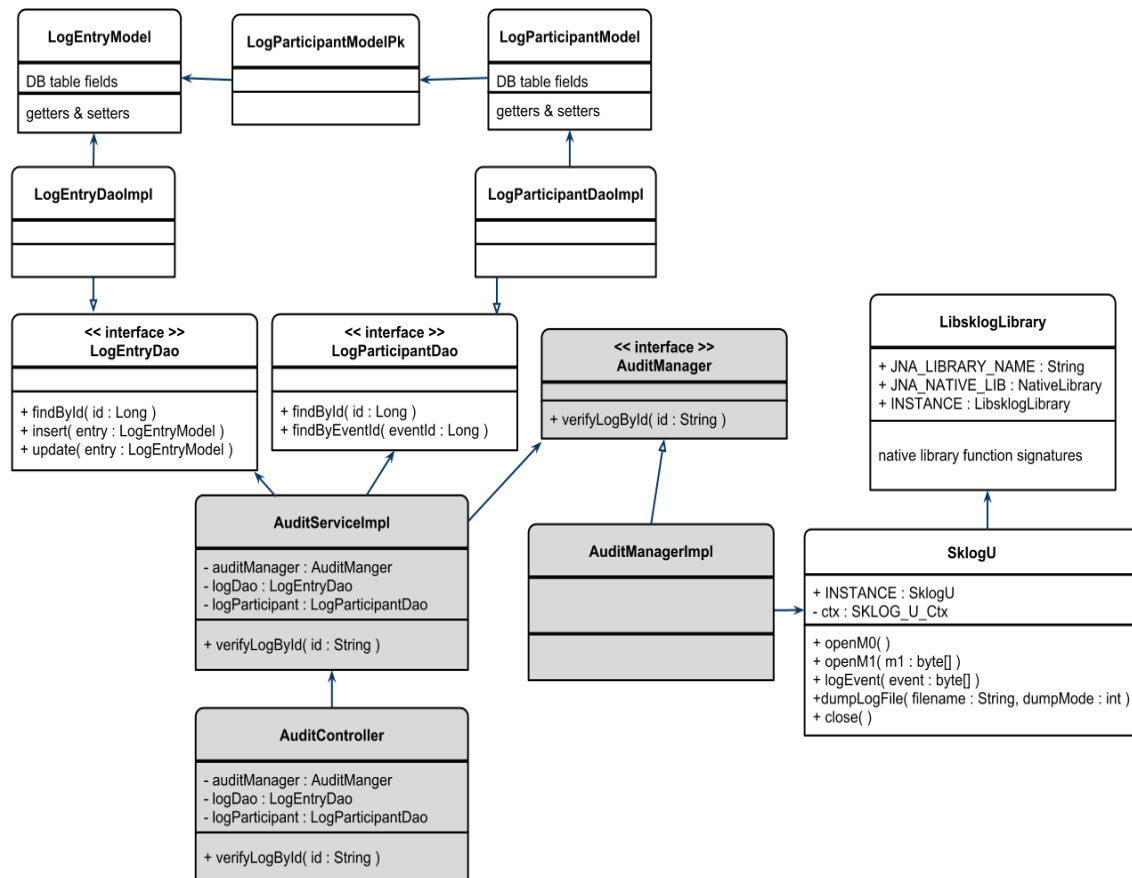 LogEntryModel
DB table fields
getters & setters
LogParticipantModelPk
LogParticipantModel
DB table fields
getters & setters
LogEntryDaoImpl
LogParticipantDaoImpl
<< interface >>
LogEntryDao
+ findById( id : Long )
+ insert( entry : LogEntryModel )
+ update( entry : LogEntryModel )
<< interface >>
LogParticipantDao
+ findById( id : Long )
+ findByEventId( eventId : Long )
<< interface >>
AuditManager
+ verifyLogById( id : String )
LibsklogLibrary
+ JNA_LIBRARY_NAME : String
+ JNA_NATIVE_LIB : NativeLibrary
+ INSTANCE : LibsklogLibrary
native library function signatures
AuditServiceImpl
- auditManager : AuditManger
- logDao : LogEntryDao
- logParticipant : LogParticipantDao
+ verifyLogById( id : String )
AuditManagerImpl
SklogU
+ INSTANCE : SklogU
- ctx : SKLOG_U_Ctx
+ openM0( )
+ openM1( m1 : byte[] )
+ logEvent( event : byte[] )
+dumpLogFile( filename : String, dumpMode : int )
+ close( )
AuditController
- auditManager : AuditManger
- logDao : LogEntryDao
- logParticipant : LogParticipantDao
+ verifyLogById( id : String )